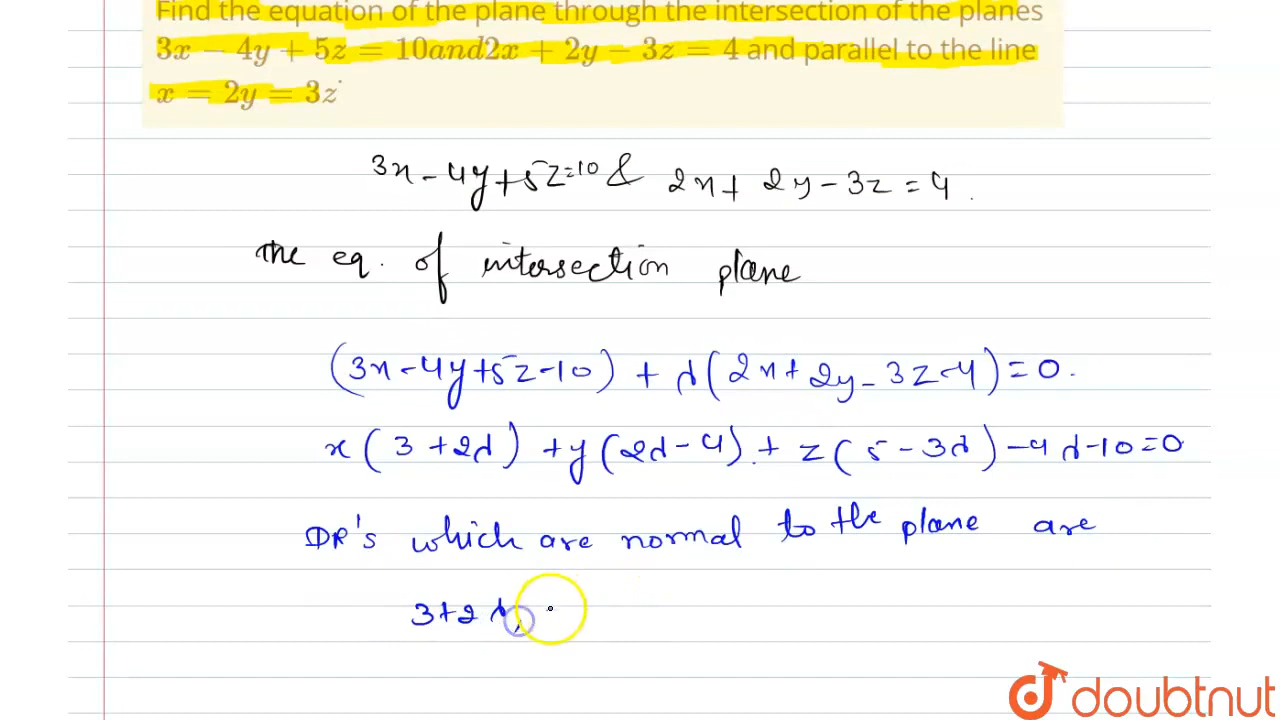 Find the equation of the plane through the intersection of the planes
3x − 4y + 5z = 10and2x + 2y − 3z = 4 and parallel to the line
x = 2y = 3z
3x - 4y + 5z = 10 & 2x + 2y - 3z = 4
The eq. of intersection plane
(3x - 4y + 5z - 10) + λ(2x + 2y - 3z - 4) = 0.
x(3 + 2λ) + y(2λ - 4) + z(5 - 3λ) - 4λ - 10 = 0
DR's which are normal to the plane are
3 + 2λ,
doubtnut